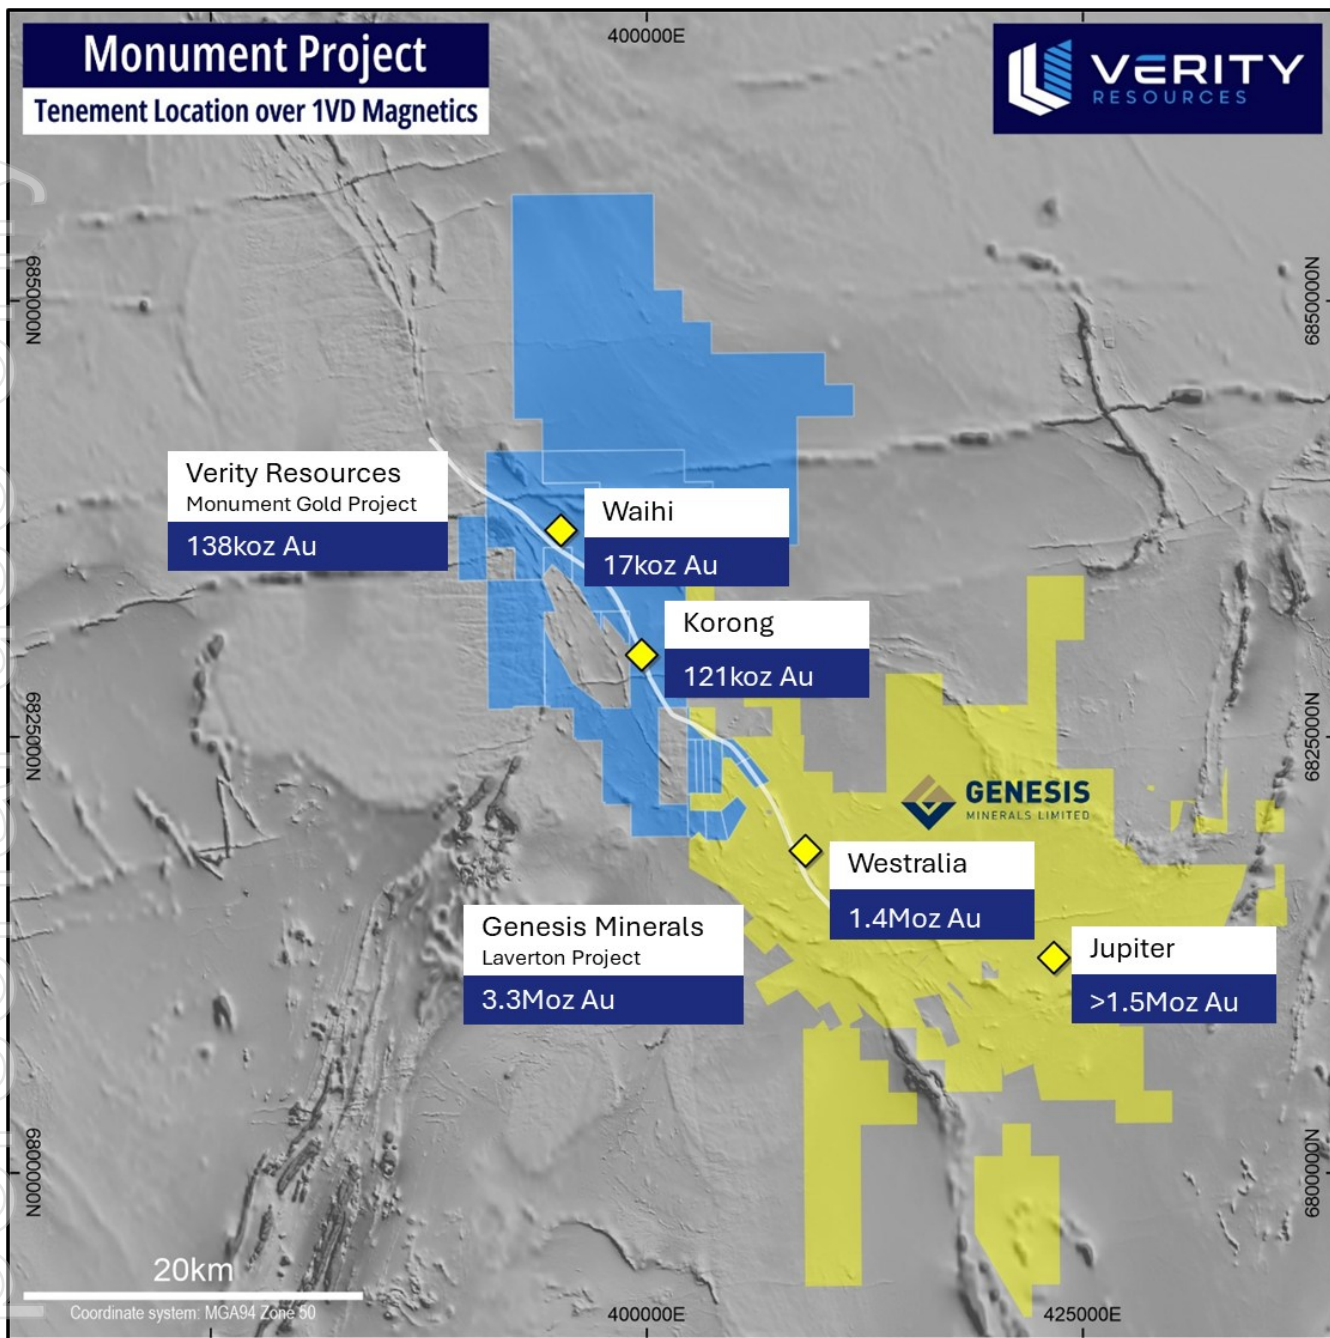 Monument Project
Tenement Location over 1VD Magnetics
VERITY
RESOURCES
400000E
6850000N
6850000N
Verity Resources
Monument Gold Project
138koz Au
Waihi
17koz Au
Korong
121koz Au
6825000N
6825000N
GENESIS
MINERALS LIMITED
Westralia
1.4Moz Au
Genesis Minerals
Laverton Project
3.3Moz Au
Jupiter
>1.5Moz Au
6800000N
6800000N
20km
Coordinate system: MGA94 Zone 50
400000E
425000E